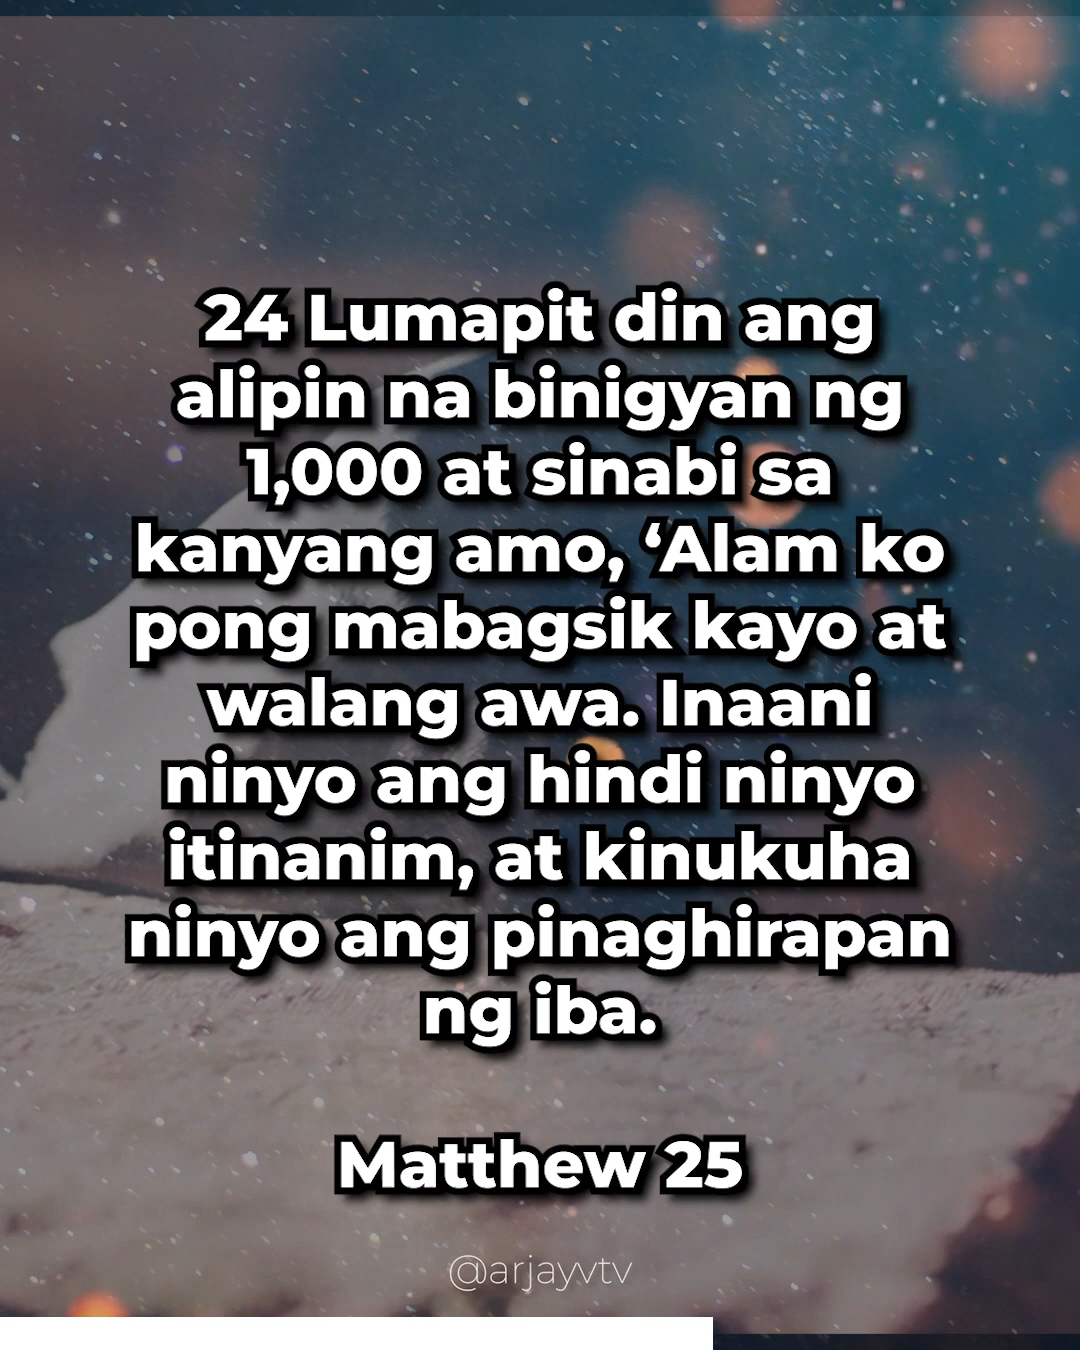 24 Lumapit din ang
alipin na binigyan ng
1,000 at sinabi sa
kanyang amo, ‘Alam ko
pong mabagsik kayo at
walang awa. Inaani
ninyo ang hindi ninyo
itinanim, at kinukuha
ninyo ang pinaghirapan
ng iba.
Matthew 25
@arjayvtv